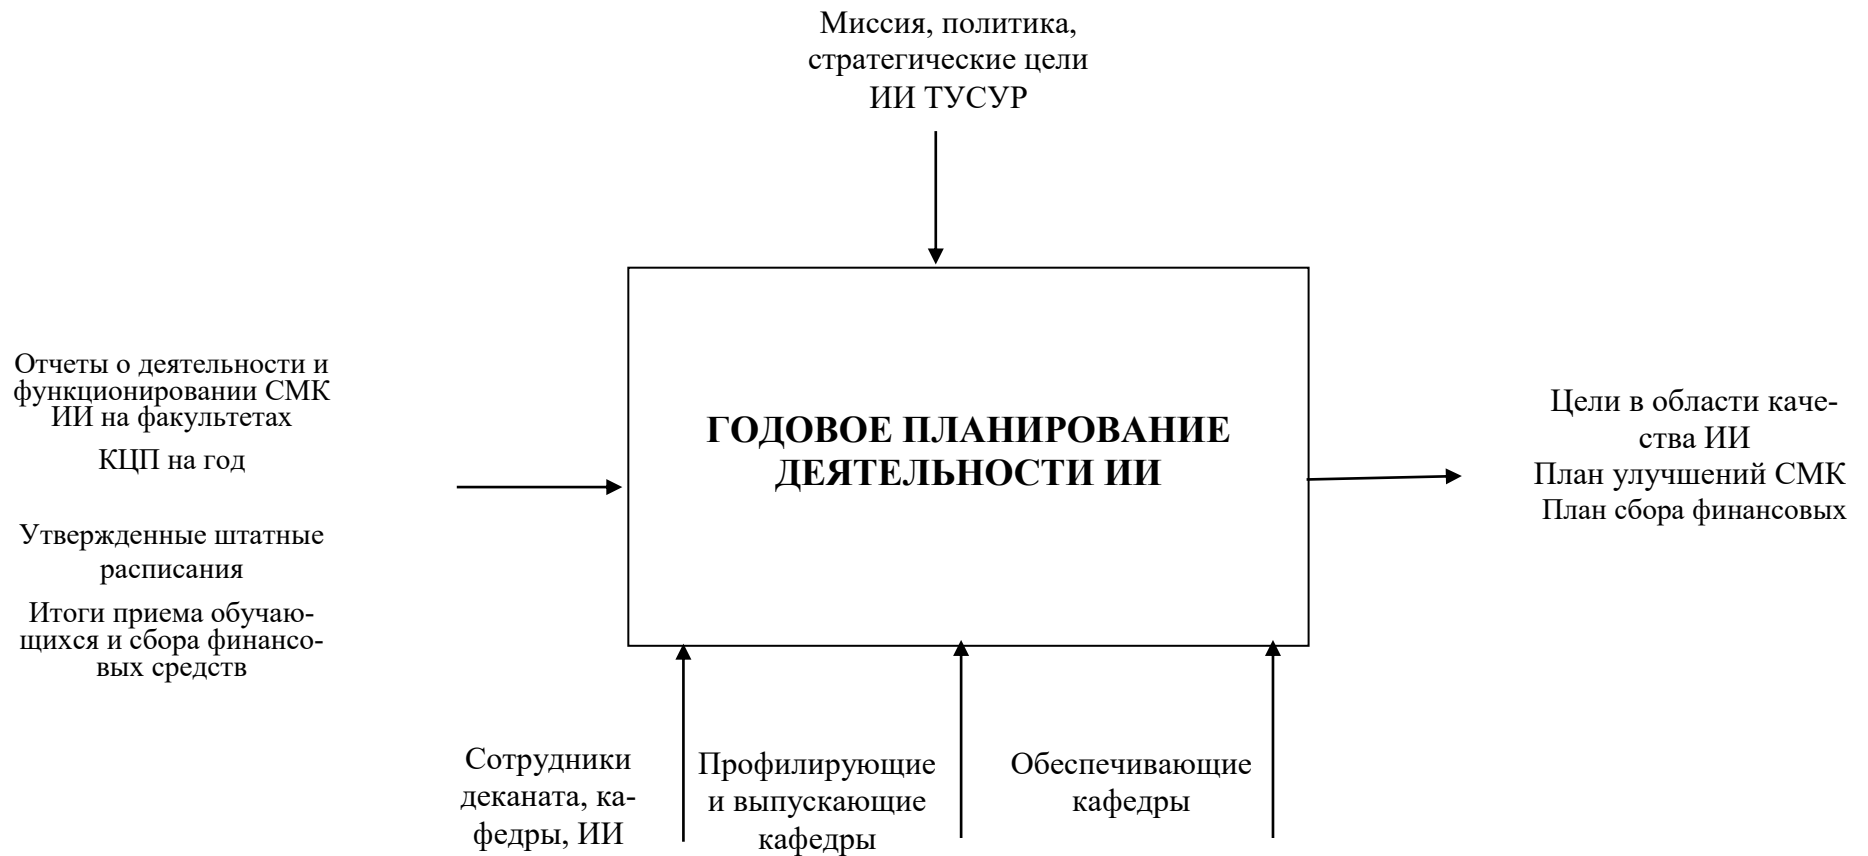 Миссия, политика,
стратегические цели
ИИ ТУСУР
Отчеты о деятельности и
функционировании СМК
ИИ на факультетах
КЦП на год
Утвержденные штатные
расписания
Итоги приема обучаю-
щихся и сбора финансо-
вых средств
ГОДОВОЕ ПЛАНИРОВАНИЕ
ДЕЯТЕЛЬНОСТИ ИИ
Цели в области каче-
ства ИИ
План улучшений СМК
План сбора финансовых
Сотрудники
деканата, ка-
федры, ИИ
Профилирующие
и выпускающие
кафедры
Обеспечивающие
кафедры